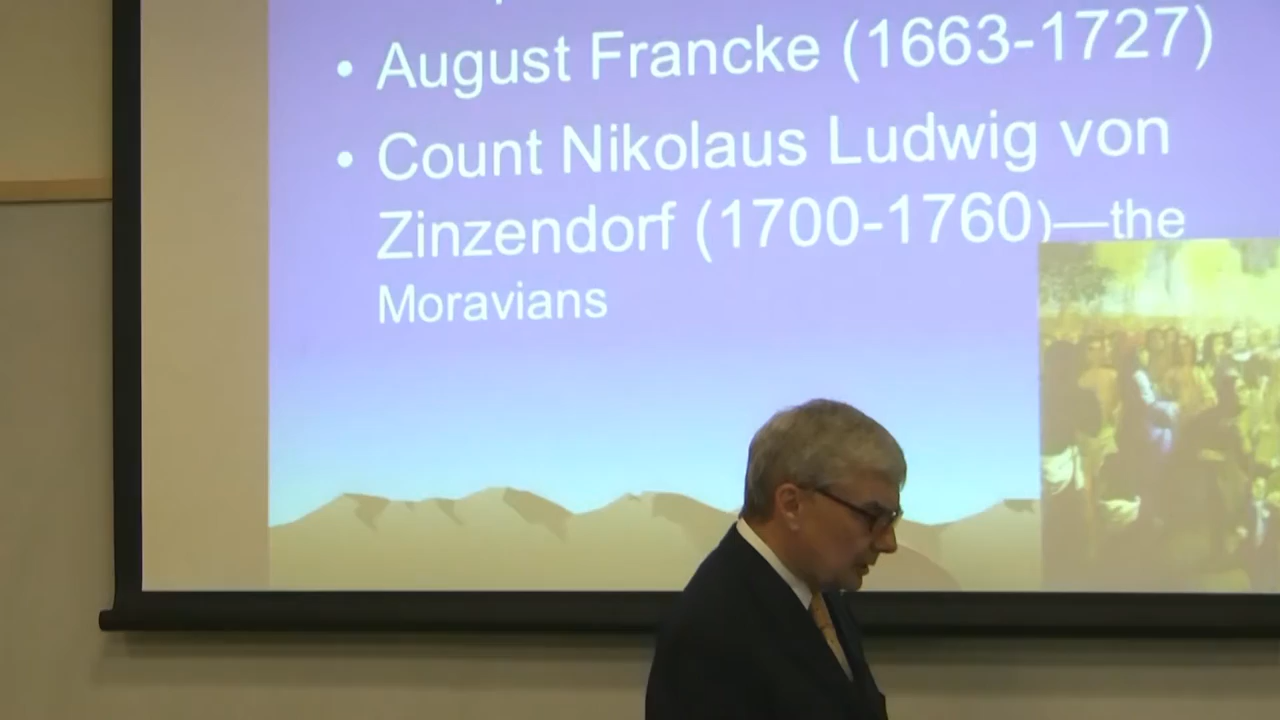 • August Francke (1663-1727)
• Count Nikolaus Ludwig von
Zinzendorf (1700-1760)—the
Moravians